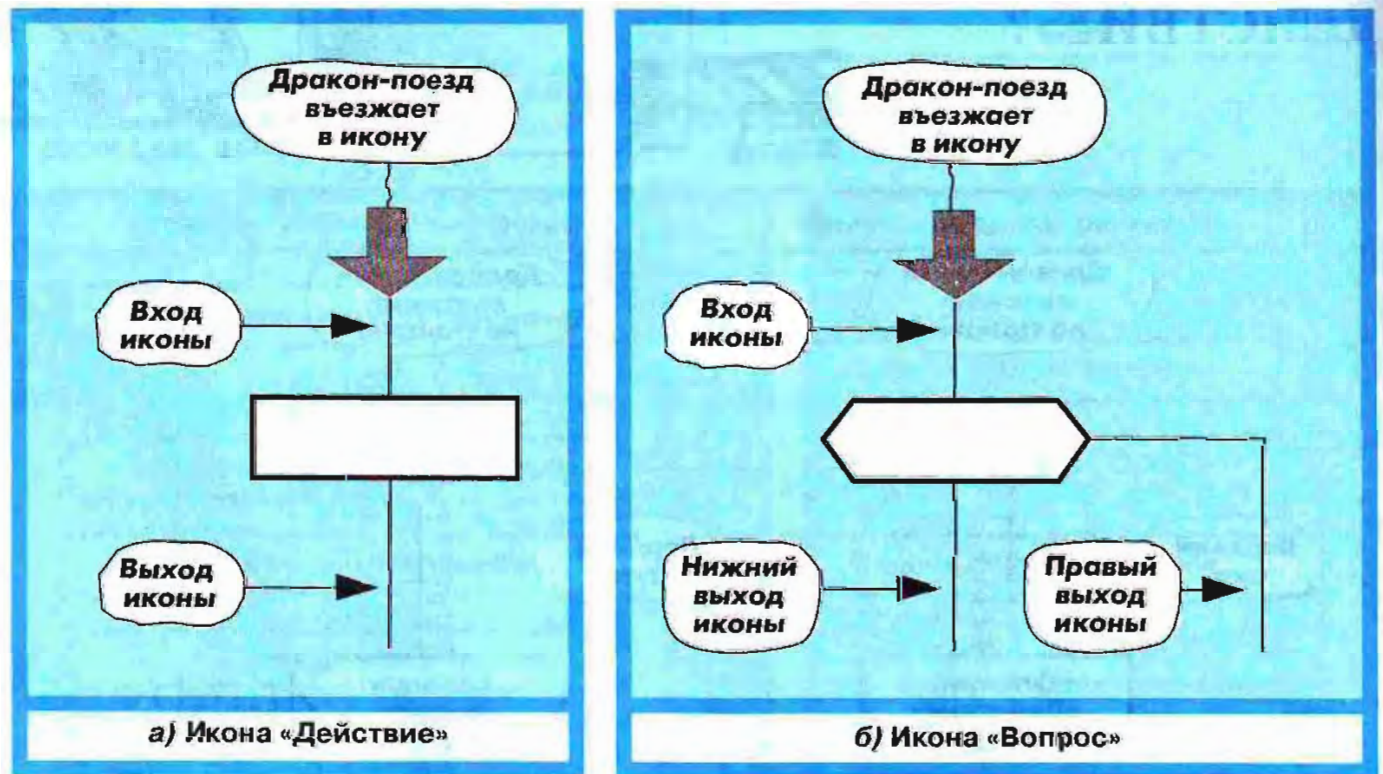 Дракон-поезд
въезжает
в икону
Вход
иконы
Выход
иконы
а) Икона «Действие»
Дракон-поезд
въезжает
в икону
Вход
иконы
Нижний
выход
иконы
Правый
выход
иконы
б) Икона «Вопрос»